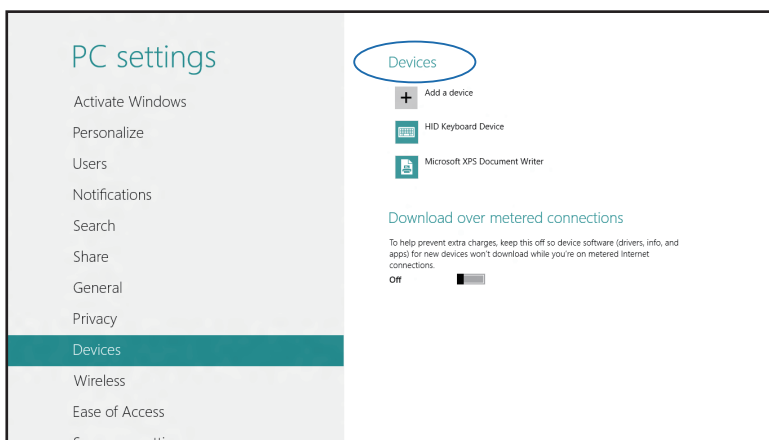 PC settings
Activate Windows
Personalize
Users
Notifications
Search
Share
General
Privacy
Devices
Wireless
Ease of Access
Devices
Add a device
HID Keyboard Device
Microsoft XPS Document Writer
Download over metered connections
To help prevent extra charges, keep this off so device software (drivers, info, and
apps) for new devices won't download while you're on metered Internet
connections.
Off